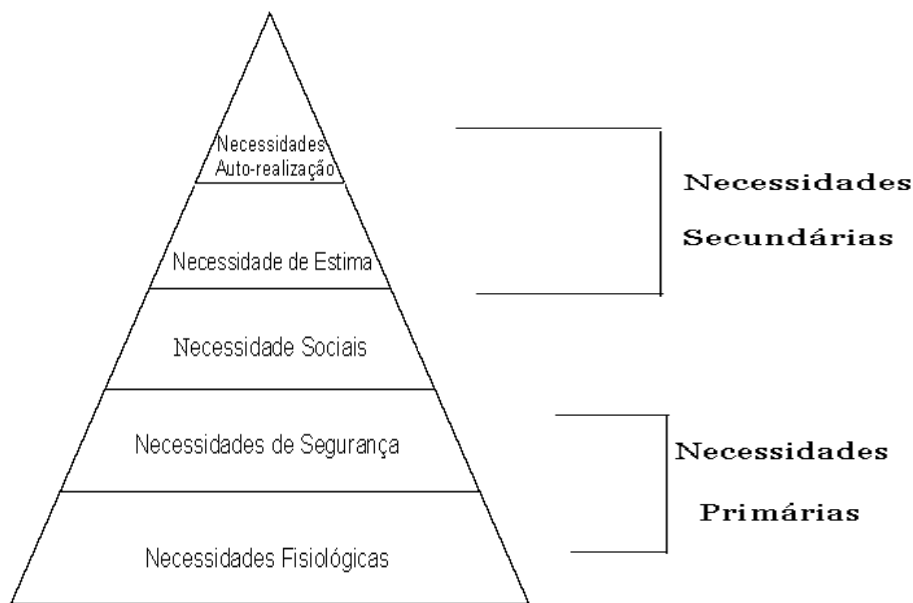 Necessidades
Auto-realização
Necessidade de Estima
Necessidade Sociais
Necessidades de Segurança
Necessidades Fisiológicas
Necessidades
Secundárias
Necessidades
Primárias